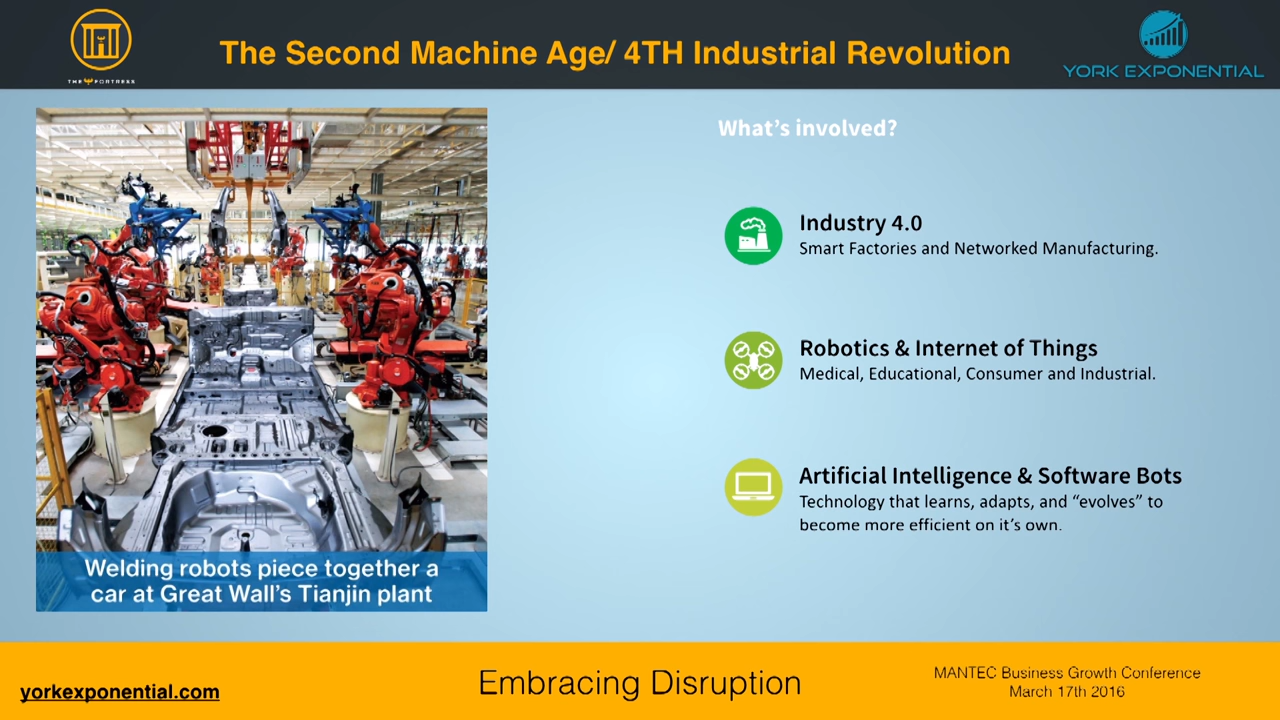 THE FORTRESS
The Second Machine Age/ 4TH Industrial Revolution
YORK EXPONENTIAL
What's involved?
Industry 4.0
Smart Factories and Networked Manufacturing.
Robotics & Internet of Things
Medical, Educational, Consumer and Industrial.
Artificial Intelligence & Software Bots
Technology that learns, adapts, and “evolves” to
become more efficient on it's own.
Welding robots piece together a
car at Great Wall's Tianjin plant
yorkexponential.com
Embracing Disruption
MANTEC Business Growth Conference
March 17th 2016